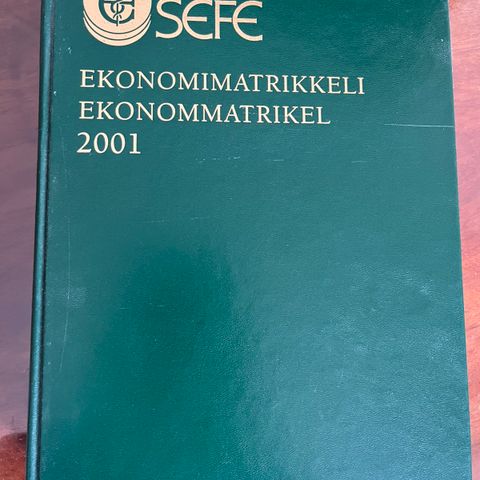 SEFE
EKONOMIMATRIKKELI
EKONOMMATRIKEL
2001